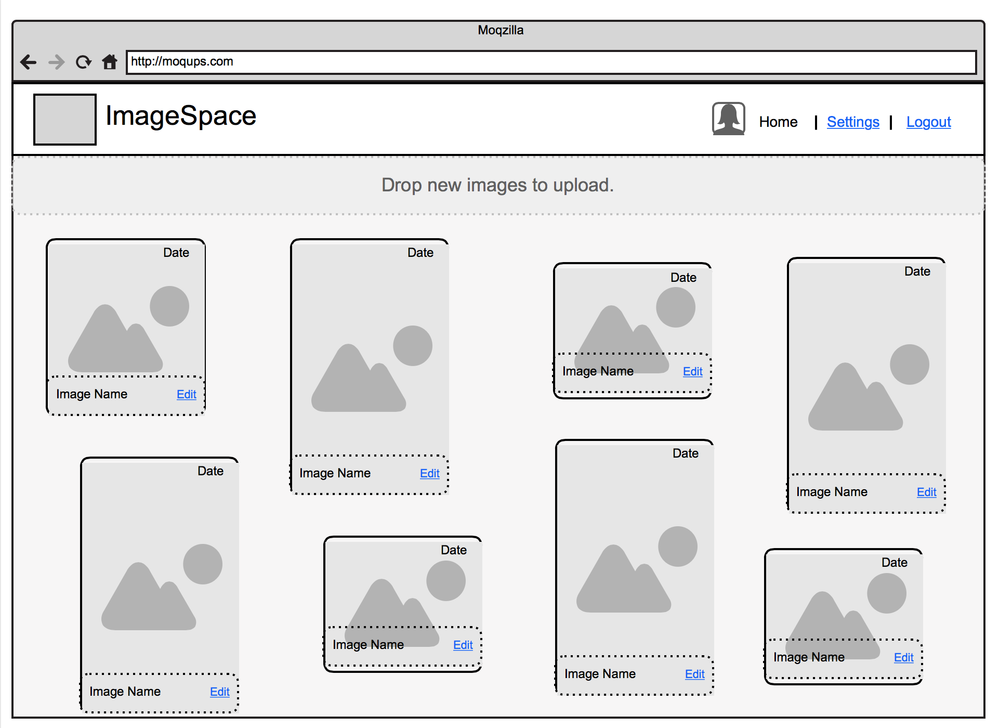 Moqzilla
http://moqups.com
ImageSpace
Home | Settings | Logout
Drop new images to upload.
Date
Image Name Edit
Date
Image Name Edit
Date
Image Name Edit
Date
Image Name Edit
Date
Image Name Edit
Date
Image Name Edit
Date
Image Name Edit
Date
Image Name Edit